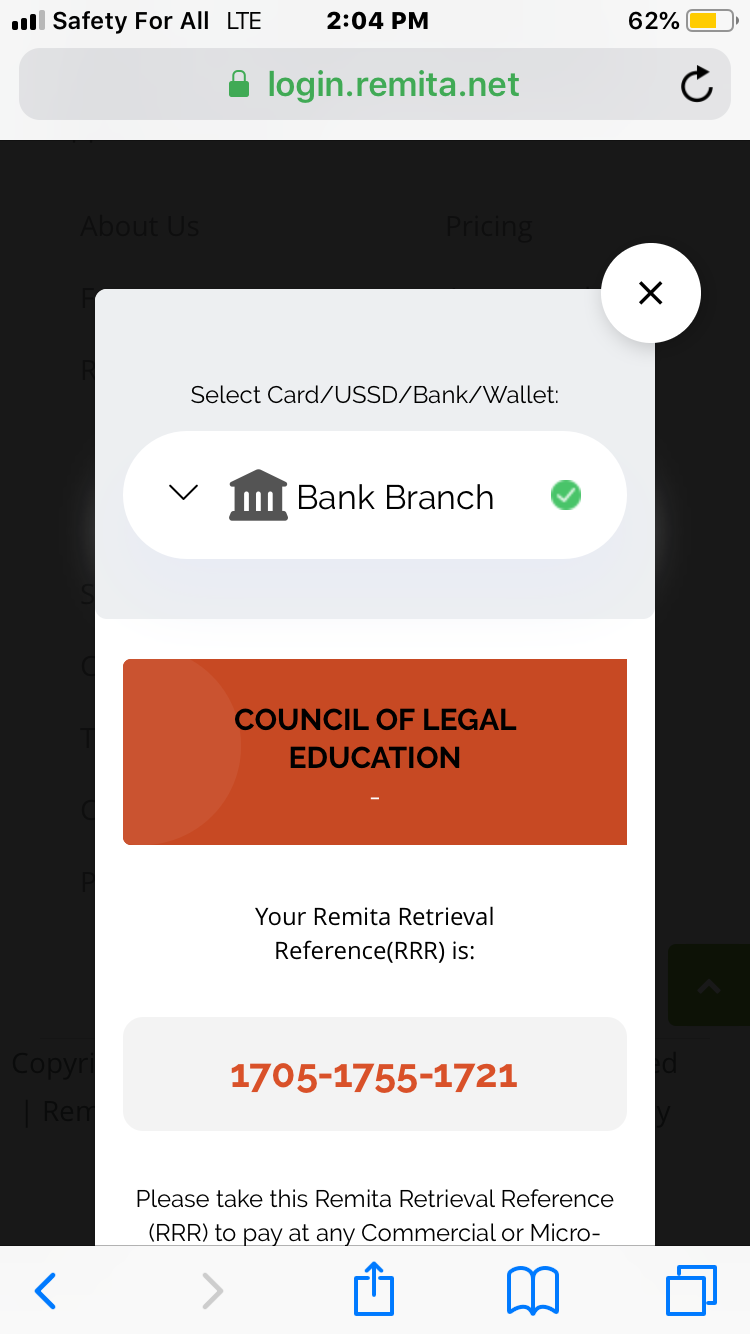 Safety For All LTE 2:04 PM 62%
login.remita.net
About Us Pricing
Select Card/USSD/Bank/Wallet:
Bank Branch
COUNCIL OF LEGAL
EDUCATION
-
Your Remita Retrieval
Reference(RRR) is:
1705-1755-1721
Please take this Remita Retrieval Reference
(RRR) to pay at any Commercial or Micro-